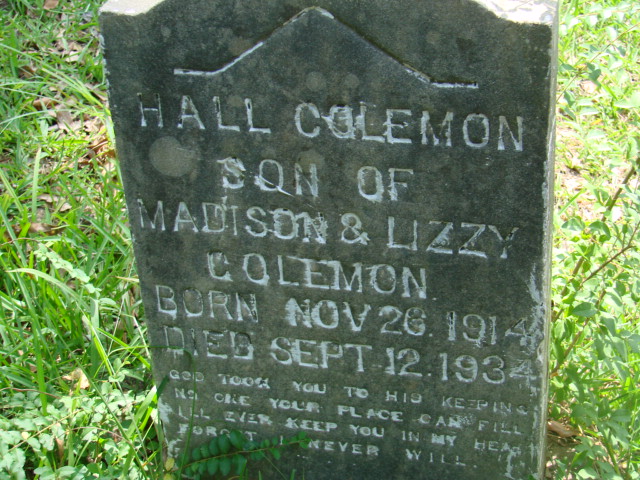 HALL COLEMON
SON OF
MADISON & LIZZY
COLEMON
BORN NOV 26 1914
DIED SEPT. 12. 1934
GOD TOOK YOU TO HIS KEEPING
NO ONE YOUR PLACE CAN FILL
I'LL EVER KEEP YOU IN MY HEA
NEVER WILL.